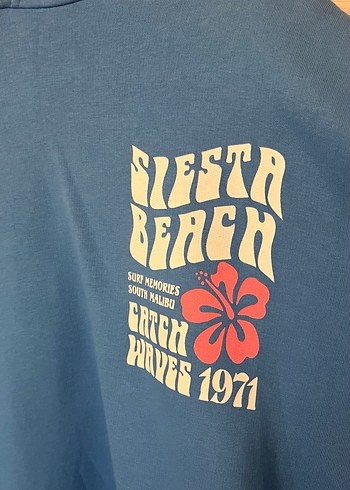 SIESTA
BEACH
SURF MEMORIES
SOUTH MALIBU
CATCH
WAVES 1971